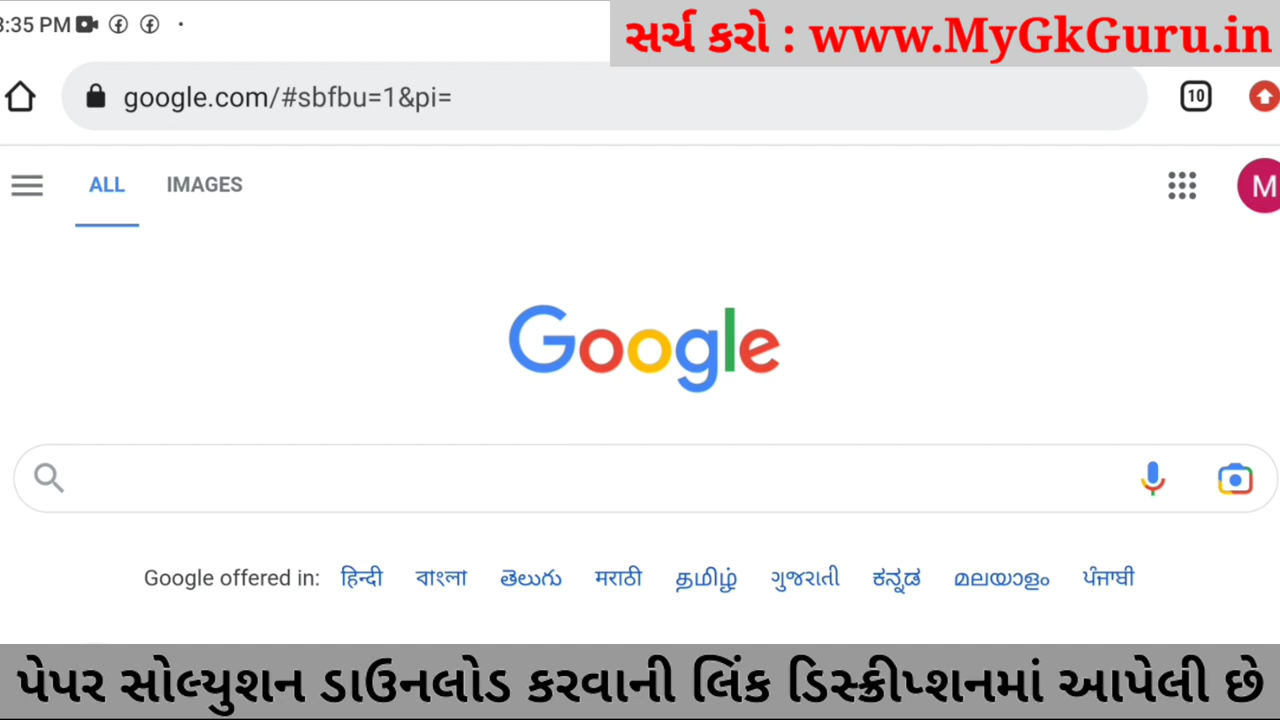 3:35 PM
સર્ચ કરો : www.MyGkGuru.in
google.com/#sbfbu=1&pi=
10
ALL IMAGES
M
Google
Google offered in: हिन्दी বাংলা తెలుగు मराठी தமிழ் ગુજરાતી ಕನ್ನಡ മലയാളം ਪੰਜਾਬੀ
પેપર સોલ્યુશન ડાઉનલોડ કરવાની લિંક ડિસ્ક્રીપ્શનમાં આપેલી છે